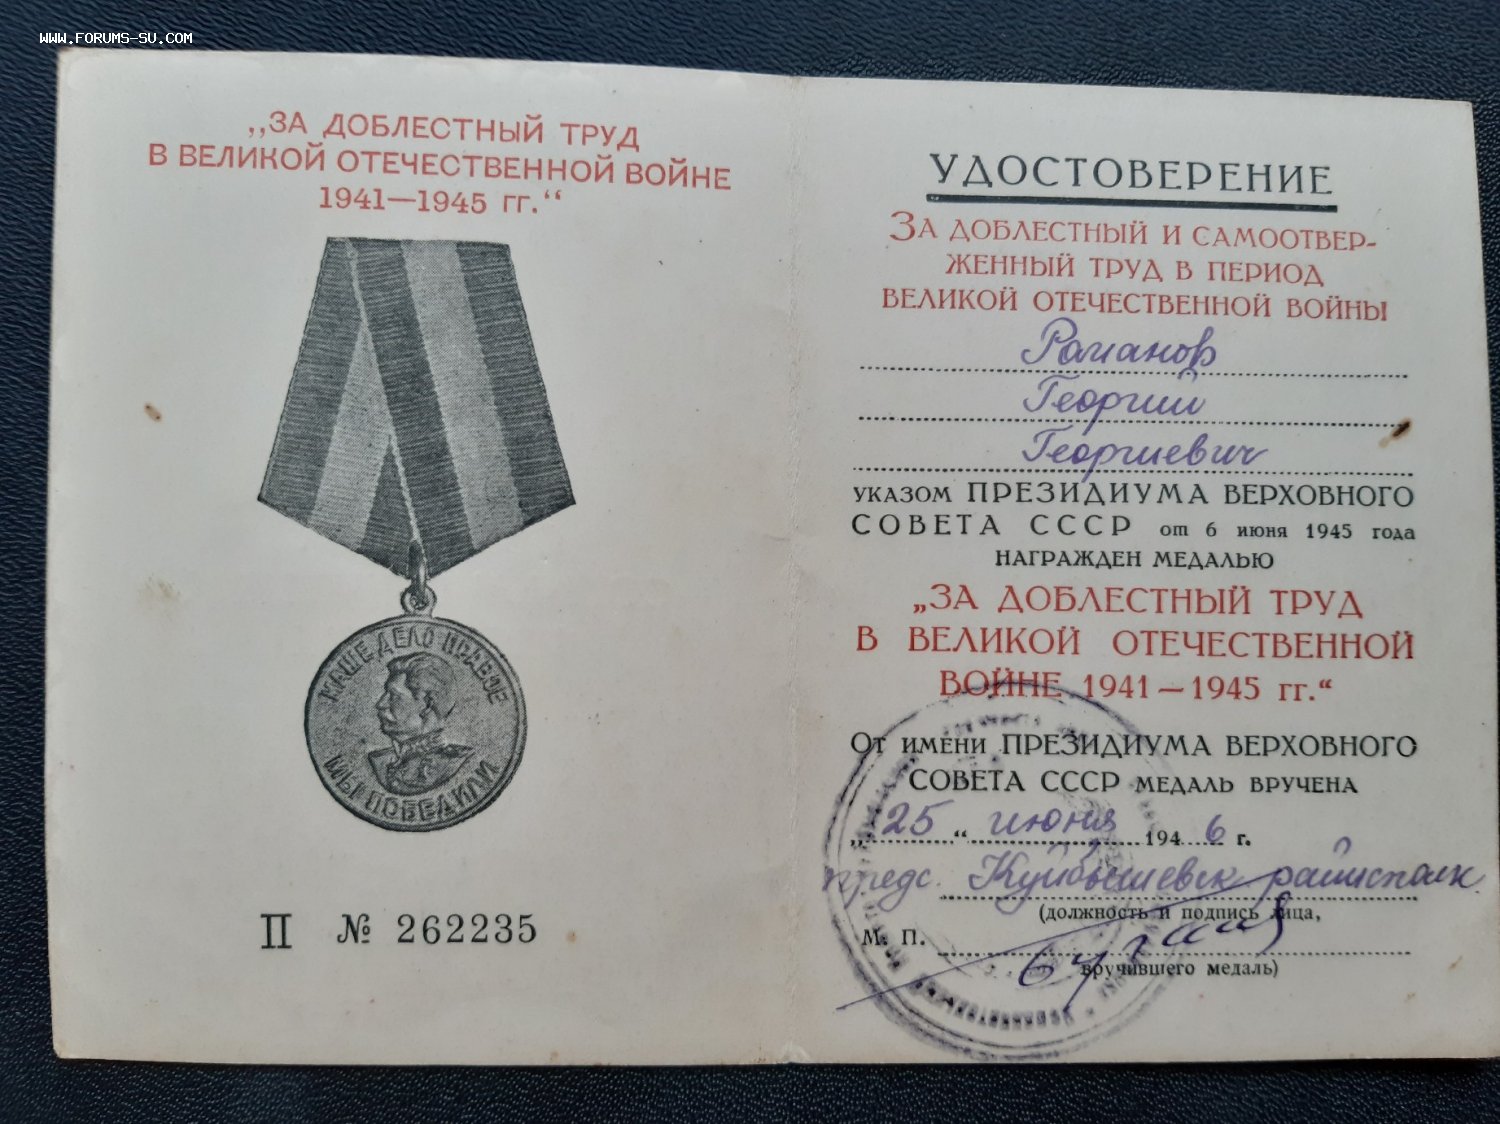 WWW.FORUMS-SU.COM
„ЗА ДОБЛЕСТНЫЙ ТРУД
В ВЕЛИКОЙ ОТЕЧЕСТВЕННОЙ ВОЙНЕ
1941—1945 гг.“
НАШЕ ДЕЛО ПРАВОЕ
МЫ ПОБЕДИЛИ
П № 262235
УДОСТОВЕРЕНИЕ
ЗА ДОБЛЕСТНЫЙ И САМООТВЕР-
ЖЕННЫЙ ТРУД В ПЕРИОД
ВЕЛИКОЙ ОТЕЧЕСТВЕННОЙ ВОЙНЫ
Романов
Георгий
Георгиевич
УКАЗОМ ПРЕЗИДИУМА ВЕРХОВНОГО
СОВЕТА СССР от 6 июня 1945 года
НАГРАЖДЕН МЕДАЛЬЮ
„ЗА ДОБЛЕСТНЫЙ ТРУД
В ВЕЛИКОЙ ОТЕЧЕСТВЕННОЙ
ВОЙНЕ 1941—1945 гг.“
ОТ ИМЕНИ ПРЕЗИДИУМА ВЕРХОВНОГО
СОВЕТА СССР МЕДАЛЬ ВРУЧЕНА
„25“ июня 1946 г.
предс. Куйбышевск райисполк
(должность и подпись лица,
М. П.
вручившего медаль)